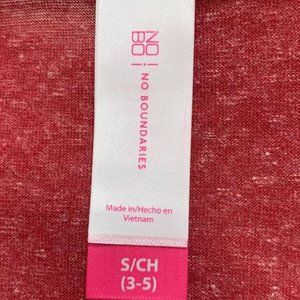 NO!
BO!
NO BOUNDARIES
Made in/Hecho en
Vietnam
S/CH
(3-5)